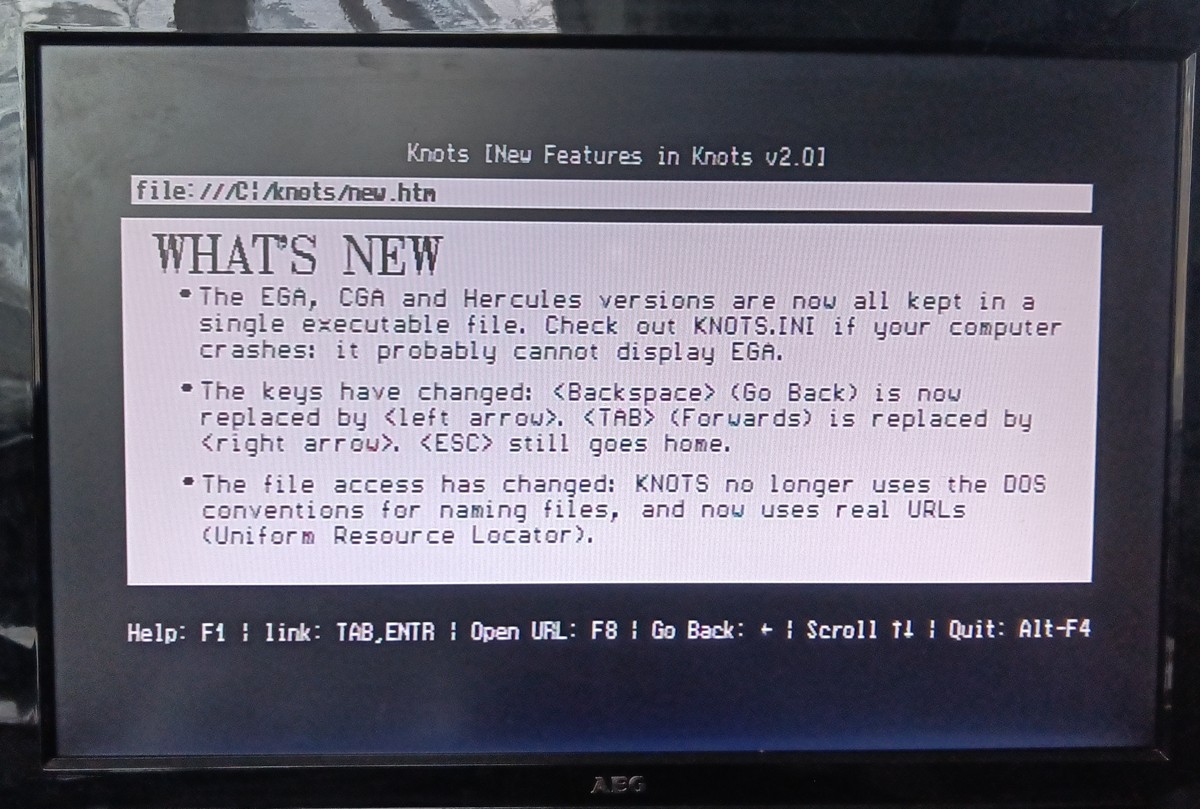 Knots [New Features in Knots v2.0]
file:///C¦/knots/new.htm
WHAT'S NEW
•The EGA, CGA and Hercules versions are now all kept in a
single executable file. Check out KNOTS.INI if your computer
crashes: it probably cannot display EGA.
•The keys have changed: <Backspace> (Go Back) is now
replaced by <left arrow>. <TAB> (Forwards) is replaced by
<right arrow>. <ESC> still goes home.
•The file access has changed: KNOTS no longer uses the DOS
conventions for naming files, and now uses real URLs
(Uniform Resource Locator).
Help: F1 ¦ link: TAB,ENTR ¦ Open URL: F8 ¦ Go Back: ← ¦ Scroll ↑↓ ¦ Quit: Alt-F4
AEG